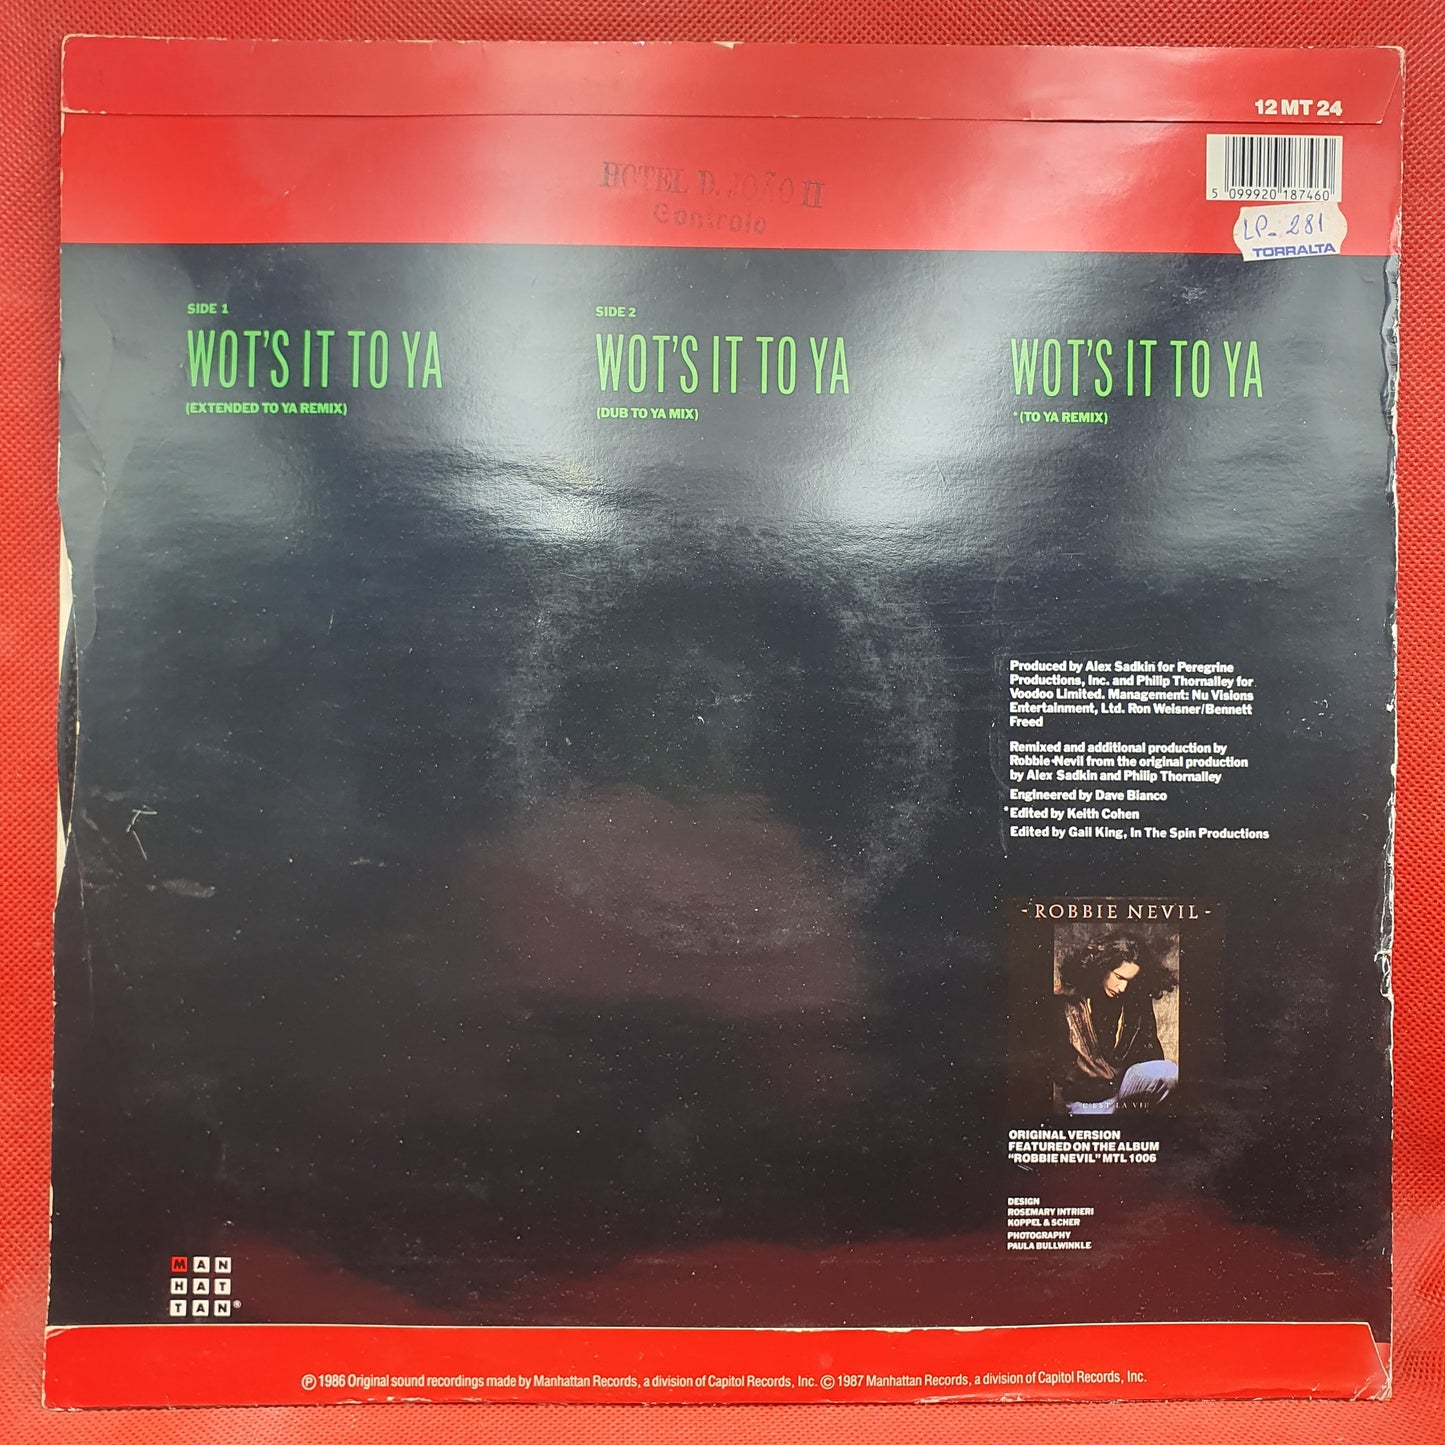 12 MT 24
5 099920 187460
LP. 281
TORRALTA
HOTEL D. JOÃO II
Controlo
SIDE 1
WOT'S IT TO YA
(EXTENDED TO YA REMIX)
SIDE 2
WOT'S IT TO YA
(DUB TO YA MIX)
WOT'S IT TO YA
*(TO YA REMIX)
Produced by Alex Sadkin for Peregrine
Productions, Inc. and Philip Thornalley for
Voodoo Limited. Management: Nu Visions
Entertainment, Ltd. Ron Weisner/Bennett
Freed
Remixed and additional production by
Robbie Nevil from the original production
by Alex Sadkin and Philip Thornalley
Engineered by Dave Bianco
*Edited by Keith Cohen
Edited by Gail King, In The Spin Productions
- ROBBIE NEVIL -
C'EST LA VIE
ORIGINAL VERSION
FEATURED ON THE ALBUM
"ROBBIE NEVIL" MTL 1006
DESIGN
ROSEMARY INTRIERI
KOPPEL & SCHER
PHOTOGRAPHY
PAULA BULLWINKLE
MAN
HAT
TAN®
Ⓟ 1986 Original sound recordings made by Manhattan Records, a division of Capitol Records, Inc. © 1987 Manhattan Records, a division of Capitol Records, Inc.